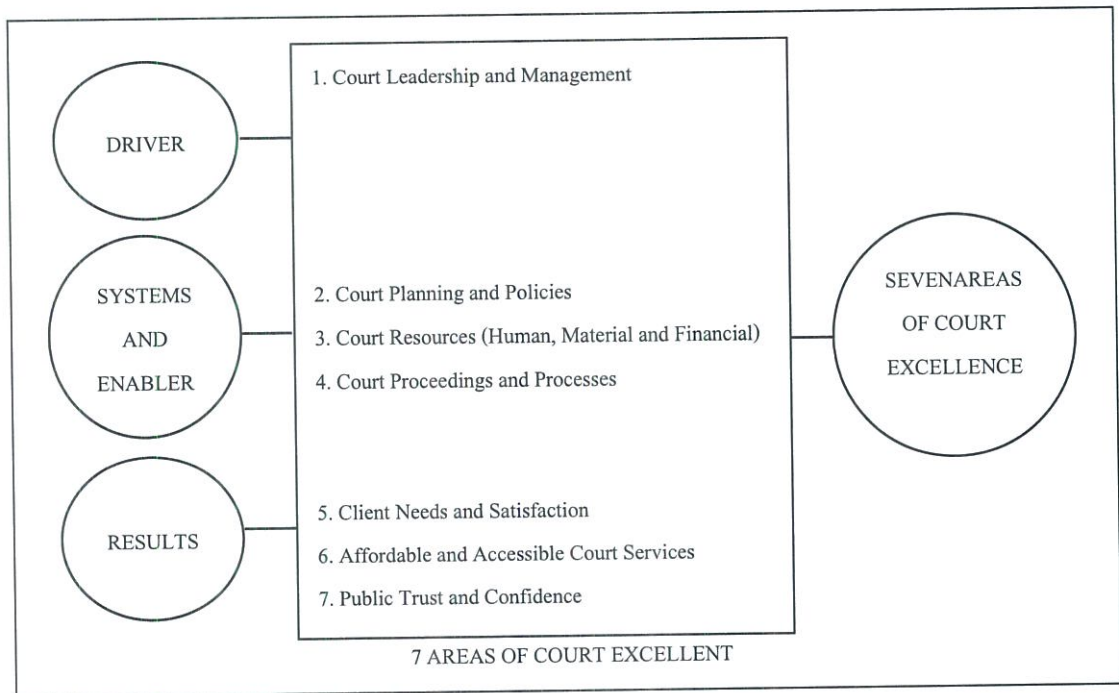 DRIVER
SYSTEMS
AND
ENABLER
RESULTS
1. Court Leadership and Management
2. Court Planning and Policies
3. Court Resources (Human, Material and Financial)
4. Court Proceedings and Processes
5. Client Needs and Satisfaction
6. Affordable and Accessible Court Services
7. Public Trust and Confidence
SEVENAREAS
OF COURT
EXCELLENCE
7 AREAS OF COURT EXCELLENT